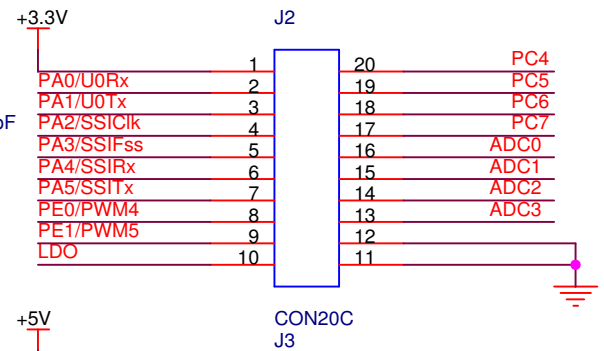 +3.3V
J2
1
20
PC4
PA0/U0Rx
2
19
PC5
PA1/U0Tx
3
18
PC6
pF
PA2/SSIClk
4
17
PC7
PA3/SSIFss
5
16
ADC0
PA4/SSIRx
6
15
ADC1
PA5/SSITx
7
14
ADC2
PE0/PWM4
8
13
ADC3
PE1/PWM5
9
12
LDO
10
11
+5V
CON20C
J3